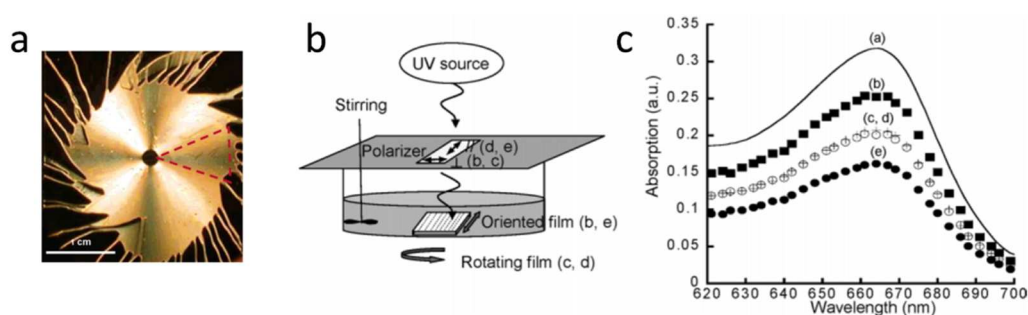 a
1 cm
b
UV source
Stirring
Polarizer
// (d, e)
⊥ (b, c)
Oriented film (b, e)
Rotating film (c, d)
c
Absorption (a.u.)
0.35
0.3
0.25
0.2
0.15
0.1
0.05
0
(a)
(b)
(c, d)
(e)
620 630 640 650 660 670 680 690 700
Wavelength (nm)